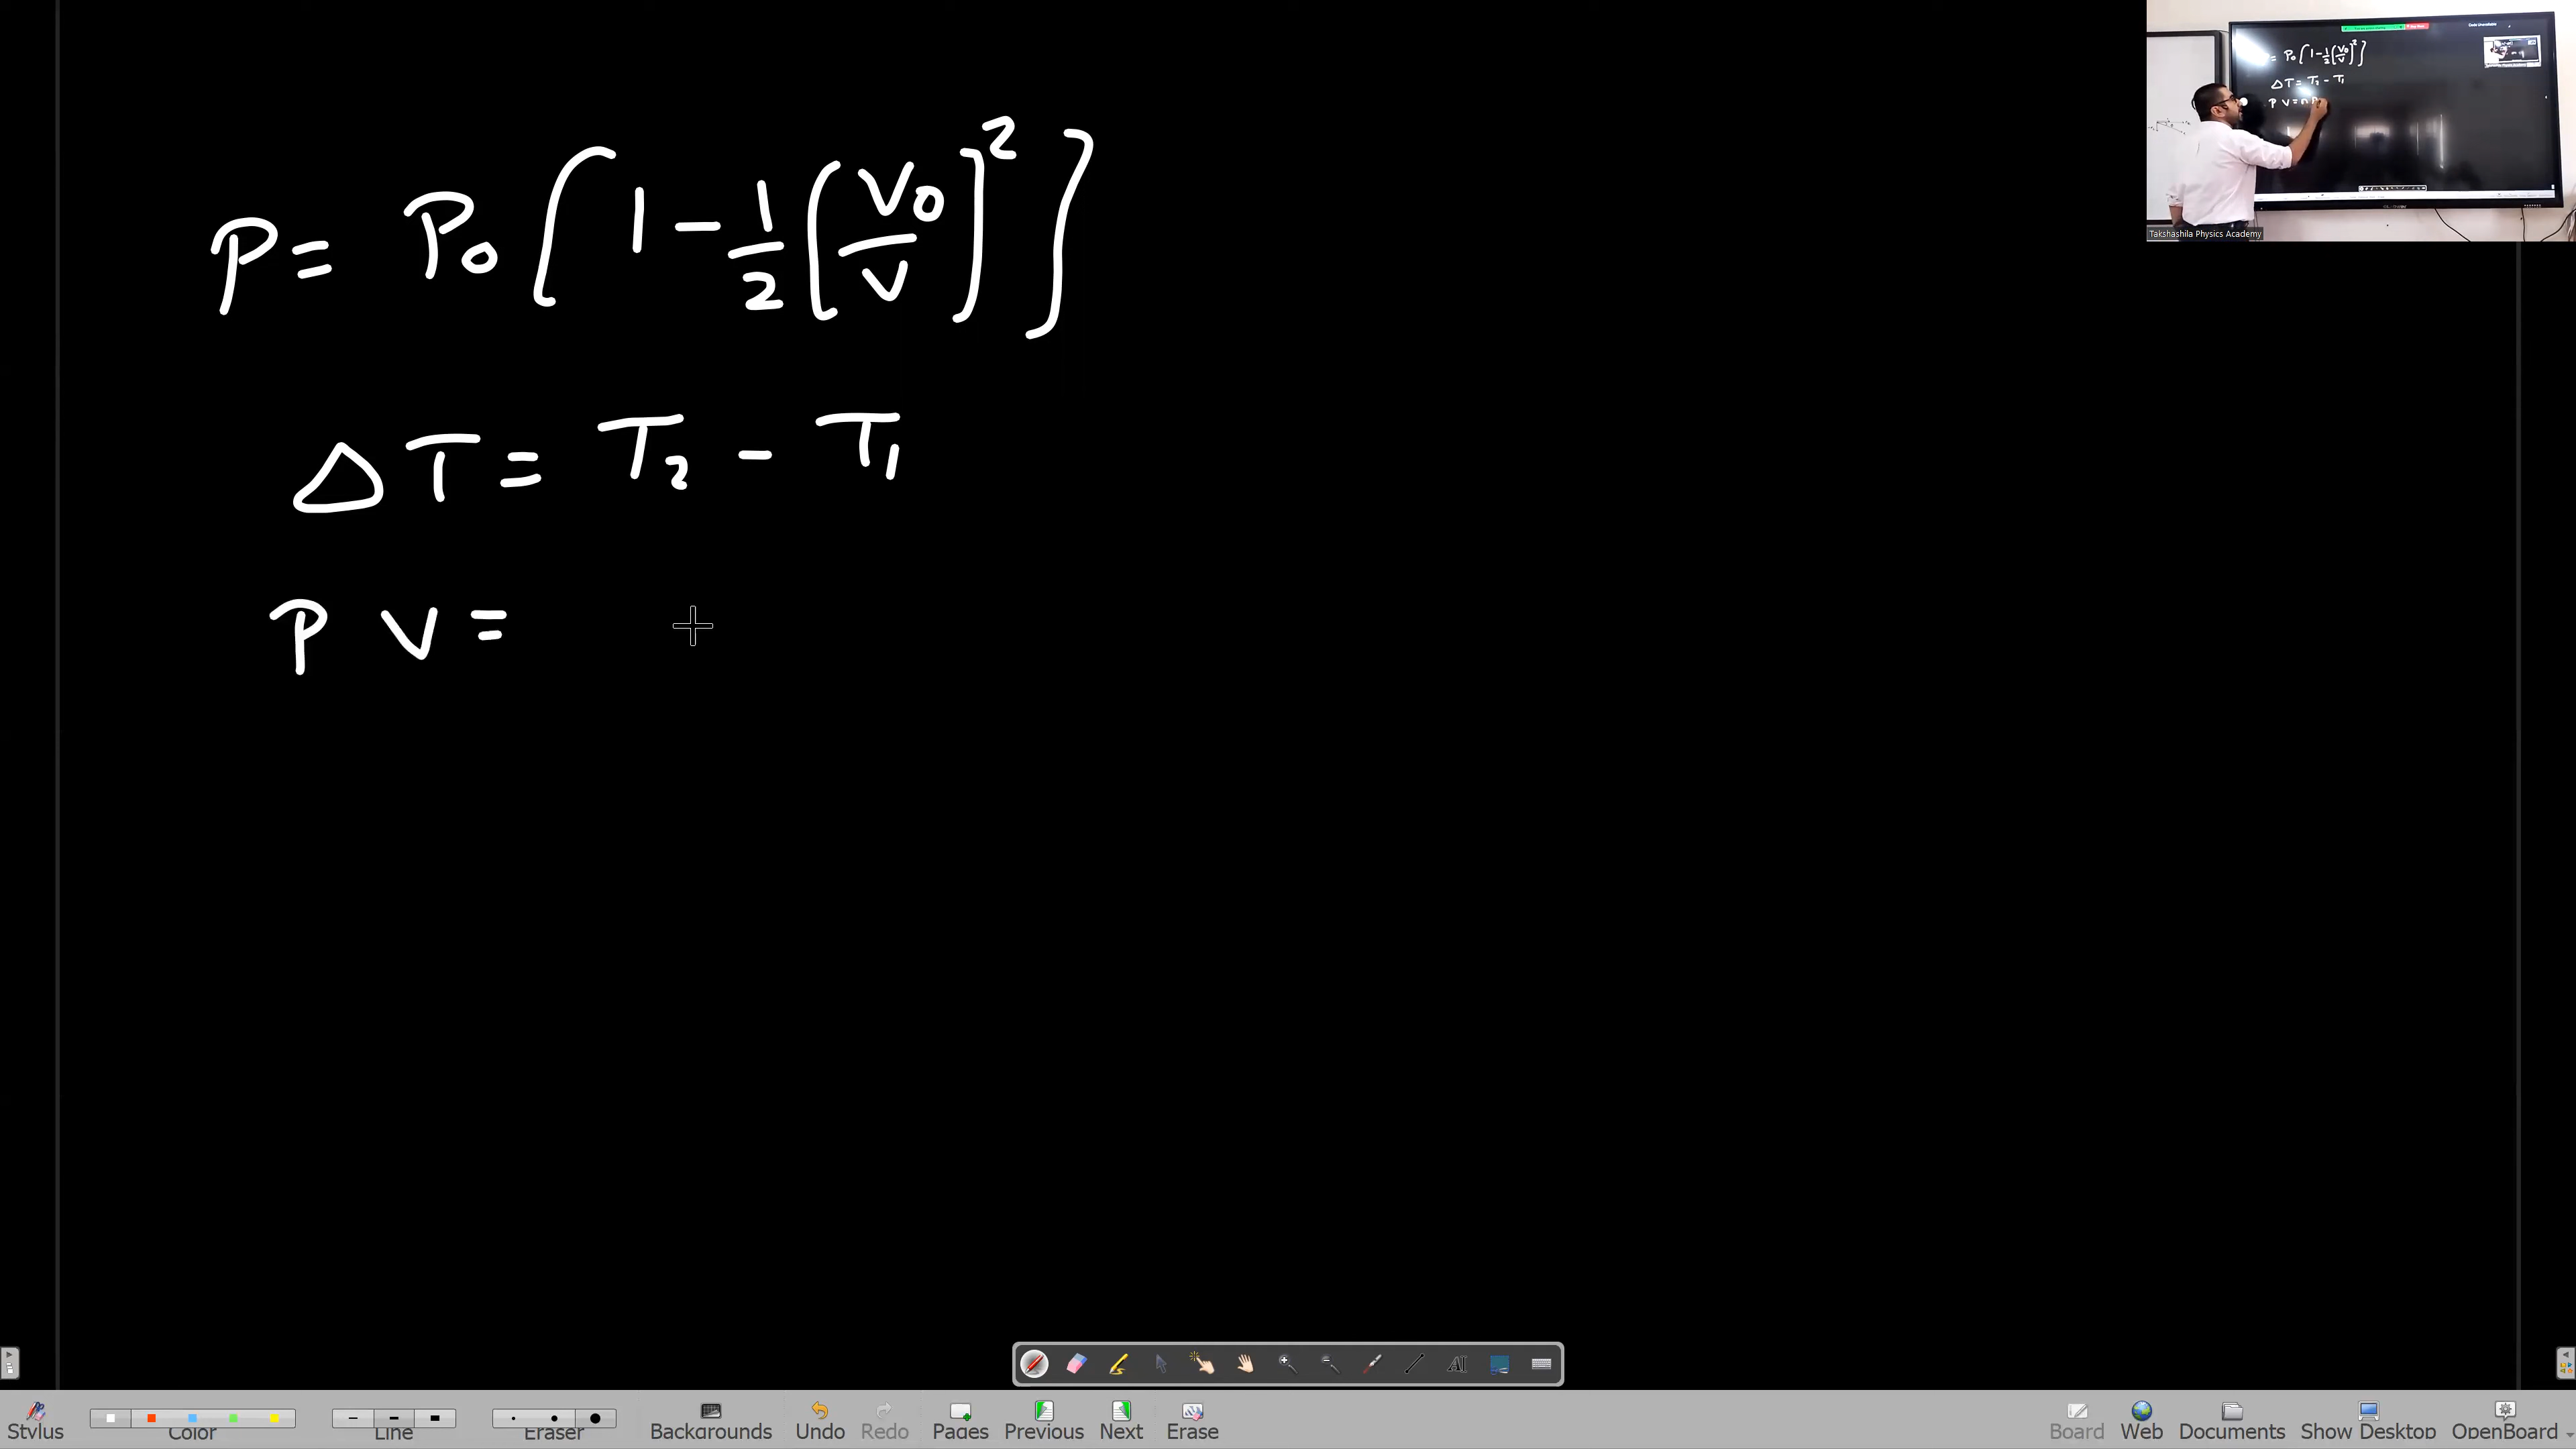 P = P₀ [ 1 - 1/2 [ V₀/V ]² ]
ΔT = T₂ - T₁
P V =
Takshashila Physics Academy
Stylus
Color
Line
Eraser
Backgrounds
Undo
Redo
Pages
Previous
Next
Erase
Board
Web
Documents
Show Desktop
OpenBoard